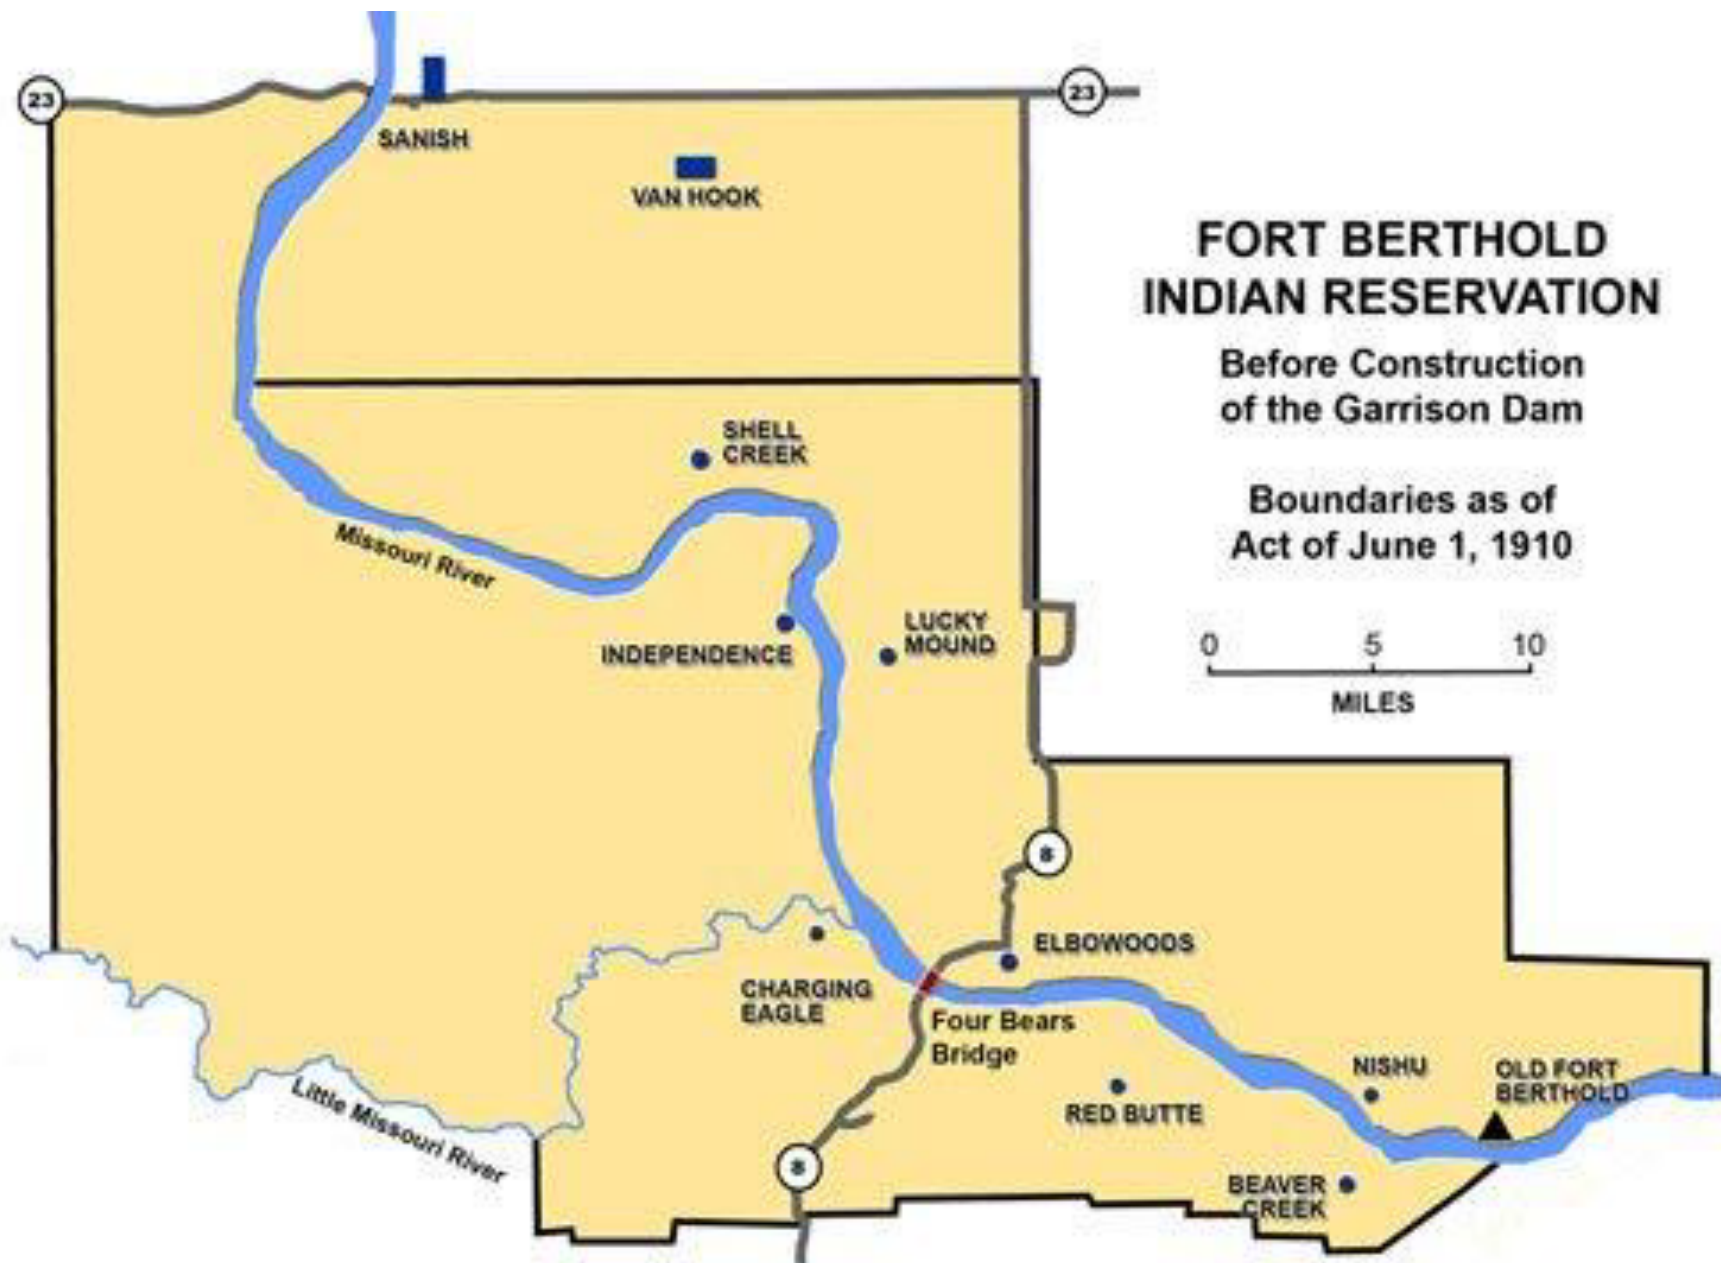 23
23
SANISH
VAN HOOK
FORT BERTHOLD
INDIAN RESERVATION
Before Construction
of the Garrison Dam
Boundaries as of
Act of June 1, 1910
0 5 10
MILES
SHELL
CREEK
Missouri River
INDEPENDENCE
LUCKY
MOUND
8
ELBOWOODS
CHARGING
EAGLE
Four Bears
Bridge
NISHU
OLD FORT
BERTHOLD
RED BUTTE
Little Missouri River
8
BEAVER
CREEK